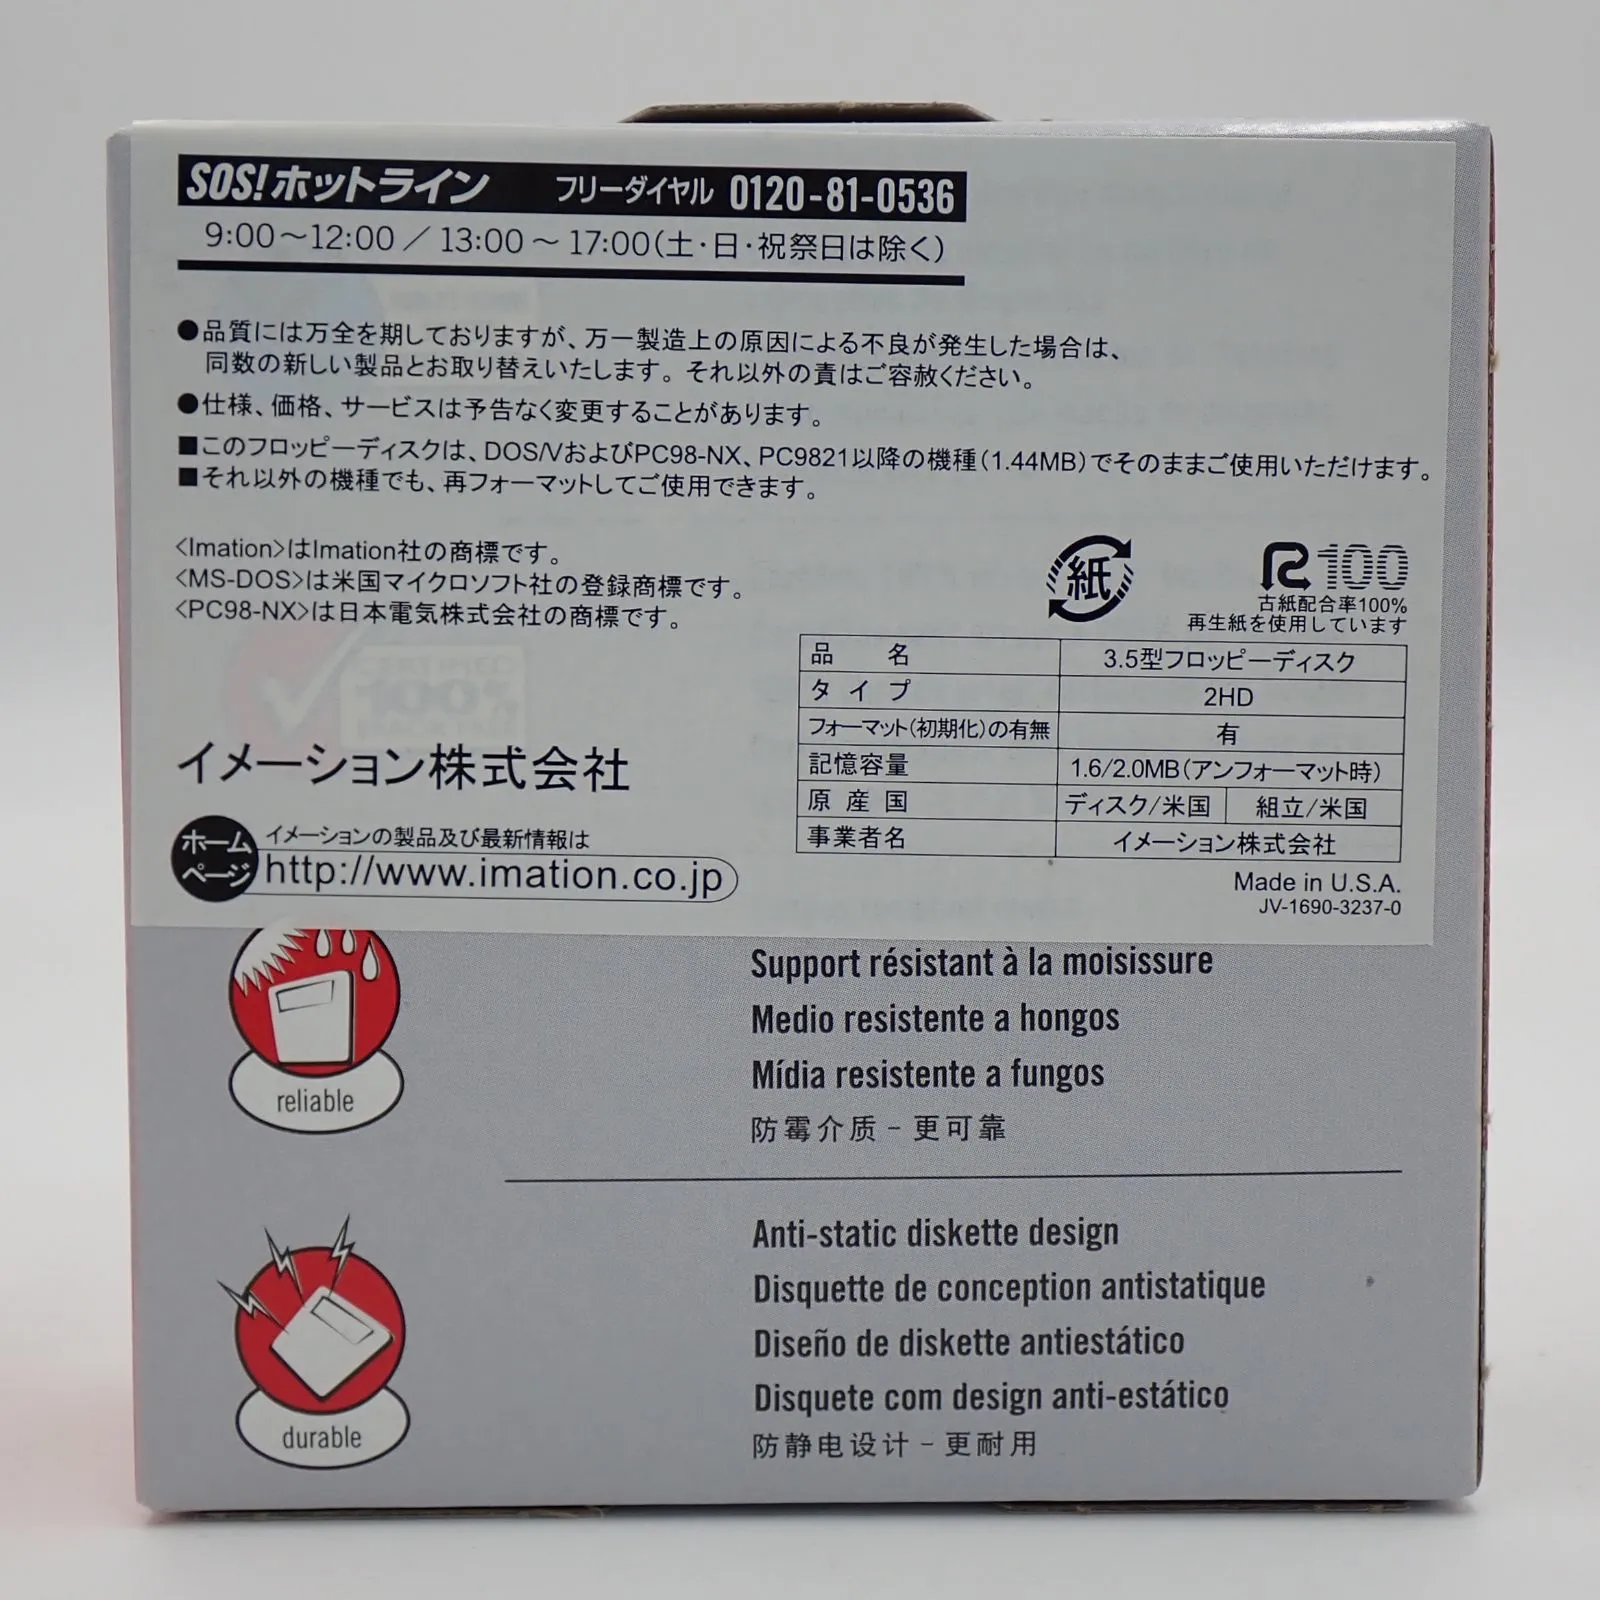 SOS!ホットライン フリーダイヤル 0120-81-0536
9:00～12:00／13:00～17:00(土・日・祝祭日は除く)
●品質には万全を期しておりますが、万一製造上の原因による不良が発生した場合は、
同数の新しい製品とお取り替えいたします。それ以外の責はご容赦ください。
●仕様、価格、サービスは予告なく変更することがあります。
■このフロッピーディスクは、DOS/VおよびPC98-NX、PC9821以降の機種(1.44MB)でそのままご使用いただけます。
■それ以外の機種でも、再フォーマットしてご使用できます。
<Imation>はImation社の商標です。
<MS-DOS>は米国マイクロソフト社の登録商標です。
<PC98-NX>は日本電気株式会社の商標です。
紙
R100
古紙配合率100%
再生紙を使用しています
品名 3.5型フロッピーディスク
タイプ 2HD
フォーマット(初期化)の有無 有
記憶容量 1.6/2.0MB(アンフォーマット時)
原産国 ディスク/米国 組立/米国
事業者名 イメーション株式会社
イメーション株式会社
ホームページ イメーションの製品及び最新情報は
http://www.imation.co.jp
Made in U.S.A.
JV-1690-3237-0
reliable
Support résistant à la moisissure
Medio resistente a hongos
Mídia resistente a fungos
防霉介质－更可靠
durable
Anti-static diskette design
Disquette de conception antistatique
Diseño de diskette antiestático
Disquete com design anti-estático
防静电设计－更耐用